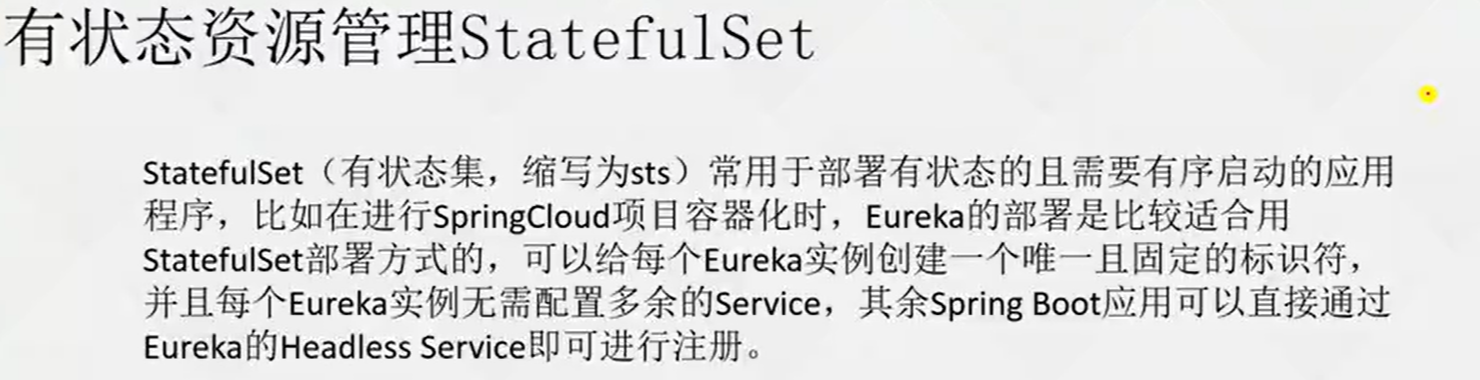 有状态资源管理StatefulSet
StatefulSet（有状态集，缩写为sts）常用于部署有状态的且需要有序启动的应用
程序，比如在进行SpringCloud项目容器化时，Eureka的部署是比较适合用
StatefulSet部署方式的，可以给每个Eureka实例创建一个唯一且固定的标识符，
并且每个Eureka实例无需配置多余的Service，其余Spring Boot应用可以直接通过
Eureka的Headless Service即可进行注册。